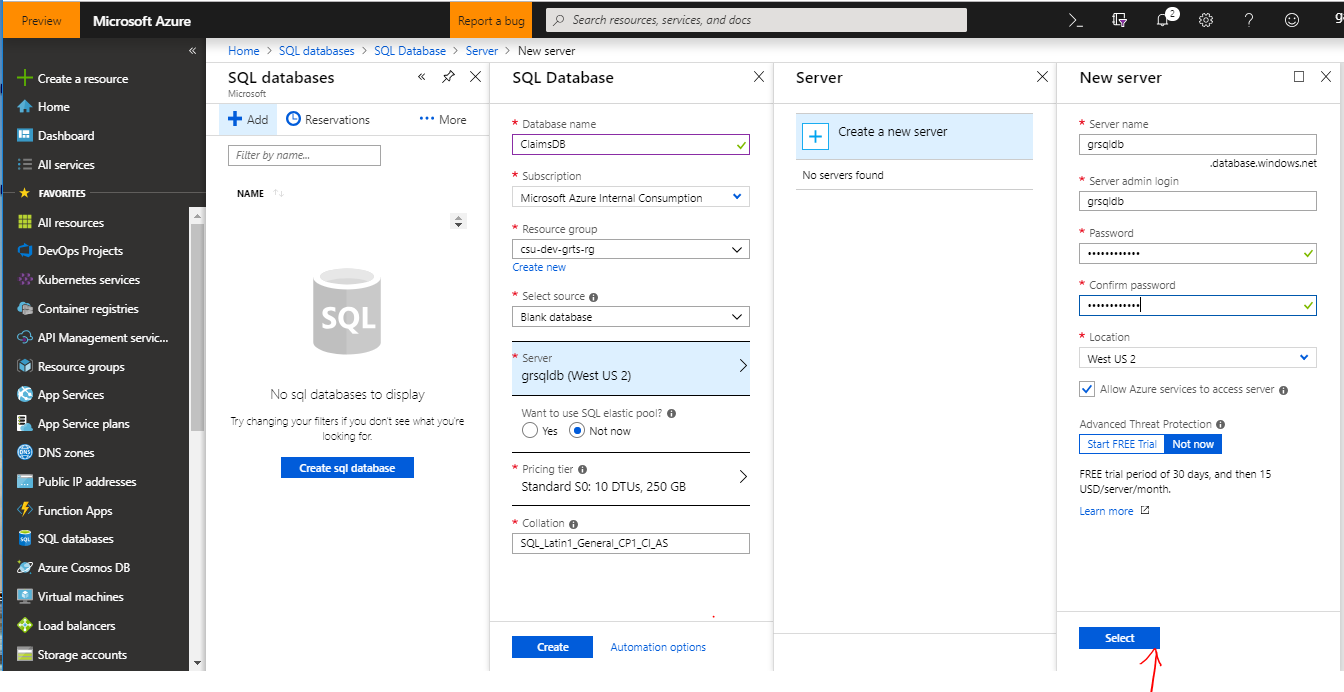 Preview
Microsoft Azure
Report a bug
Search resources, services, and docs
2
g
Home > SQL databases > SQL Database > Server > New server
Create a resource
Home
Dashboard
All services
FAVORITES
All resources
DevOps Projects
Kubernetes services
Container registries
API Management servic...
Resource groups
App Services
App Service plans
DNS zones
Public IP addresses
Function Apps
SQL databases
Azure Cosmos DB
Virtual machines
Load balancers
Storage accounts
SQL databases
Microsoft
Add
Reservations
More
Filter by name...
NAME
SQL
No sql databases to display
Try changing your filters if you don't see what you're
looking for.
Create sql database
SQL Database
* Database name
ClaimsDB
* Subscription
Microsoft Azure Internal Consumption
* Resource group
csu-dev-grts-rg
Create new
* Select source
Blank database
* Server
grsqldb (West US 2)
Want to use SQL elastic pool?
Yes
Not now
* Pricing tier
Standard S0: 10 DTUs, 250 GB
* Collation
SQL_Latin1_General_CP1_CI_AS
Create
Automation options
Server
Create a new server
No servers found
New server
* Server name
grsqldb
.database.windows.net
* Server admin login
grsqldb
* Password
••••••••••••
* Confirm password
••••••••••••
* Location
West US 2
Allow Azure services to access server
Advanced Threat Protection
Start FREE Trial
Not now
FREE trial period of 30 days, and then 15
USD/server/month.
Learn more
Select